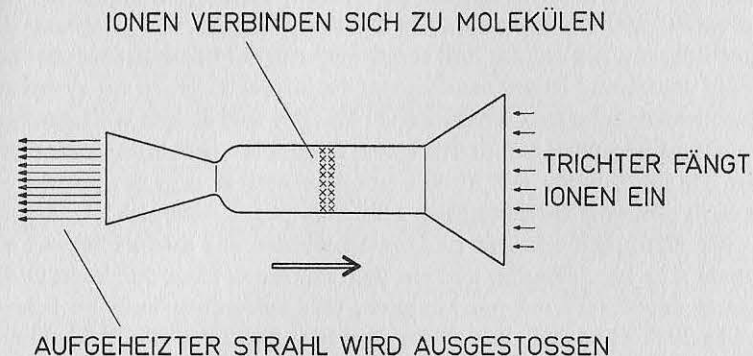 IONEN VERBINDEN SICH ZU MOLEKÜLEN
TRICHTER FÄNGT
IONEN EIN
AUFGEHEIZTER STRAHL WIRD AUSGESTOSSEN